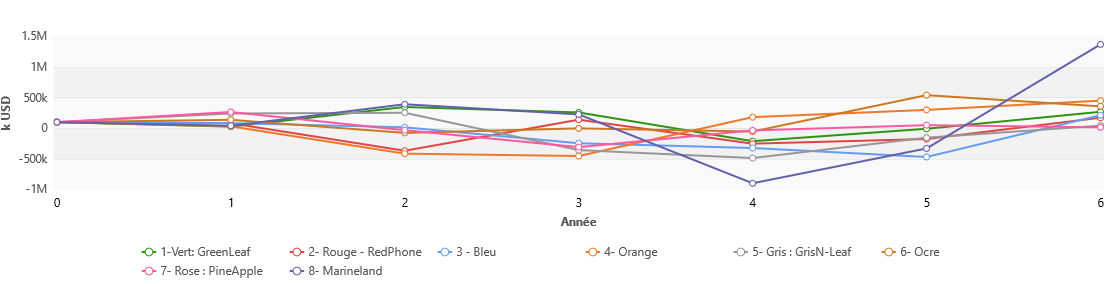 1.5M
1M
500k
0
-500k
-1M
k USD
0 1 2 3 4 5 6
Année
1-Vert: GreenLeaf 2- Rouge - RedPhone 3 - Bleu 4- Orange 5- Gris : GrisN-Leaf 6- Ocre
7- Rose : PineApple 8- Marineland